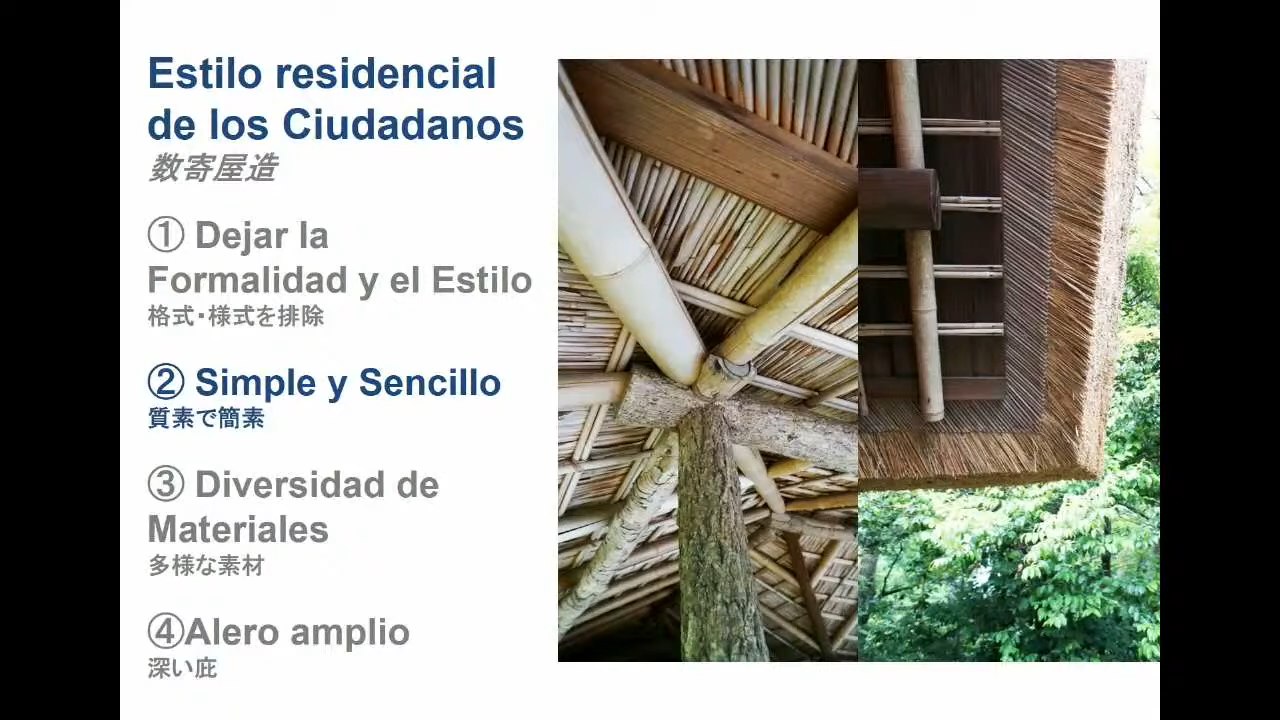 Estilo residencial
de los Ciudadanos
数寄屋造
① Dejar la
Formalidad y el Estilo
格式・様式を排除
② Simple y Sencillo
質素で簡素
③ Diversidad de
Materiales
多様な素材
④Alero amplio
深い庇